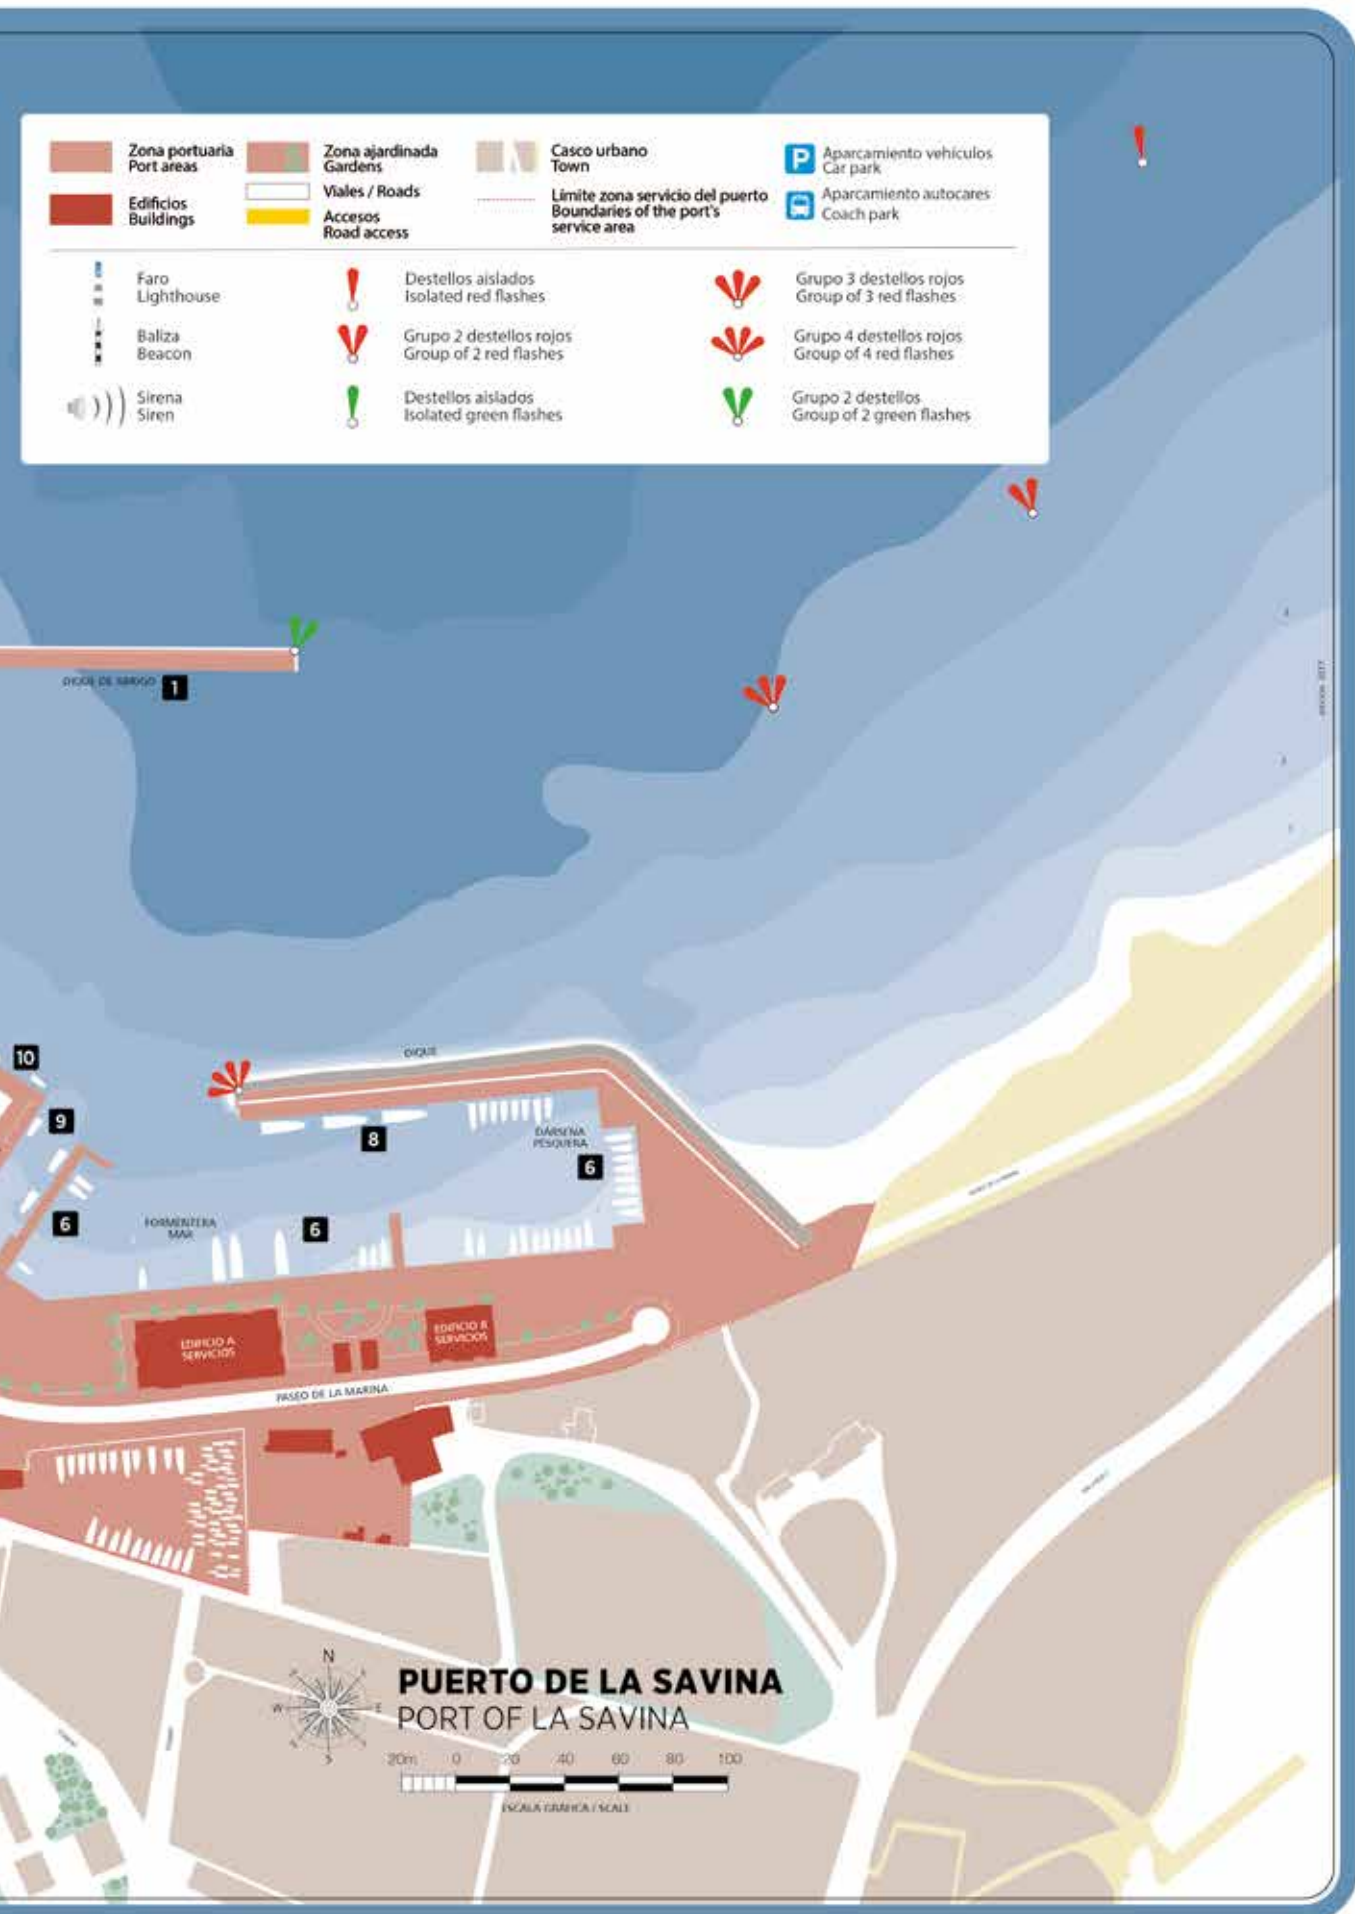 Zona portuaria
Port areas
Edificios
Buildings
Zona ajardinada
Gardens
Viales / Roads
Accesos
Road access
Casco urbano
Town
Límite zona servicio del puerto
Boundaries of the port's
service area
P
Aparcamiento vehículos
Car park
Aparcamiento autocares
Coach park
Faro
Lighthouse
Baliza
Beacon
Sirena
Siren
Destellos aislados
Isolated red flashes
Grupo 2 destellos rojos
Group of 2 red flashes
Destellos aislados
Isolated green flashes
Grupo 3 destellos rojos
Group of 3 red flashes
Grupo 4 destellos rojos
Group of 4 red flashes
Grupo 2 destellos
Group of 2 green flashes
DIQUE DE ABRIGO
1
10
9
6
DIQUE
8
DÁRSENA
PESQUERA
6
FORMENTERA
MAR
6
EDIFICIO A
SERVICIOS
EDIFICIO B
SERVICIOS
PASEO DE LA MARINA
N
W
E
S
PUERTO DE LA SAVINA
PORT OF LA SAVINA
20m 0 20 40 60 80 100
ESCALA GRÁFICA / SCALE